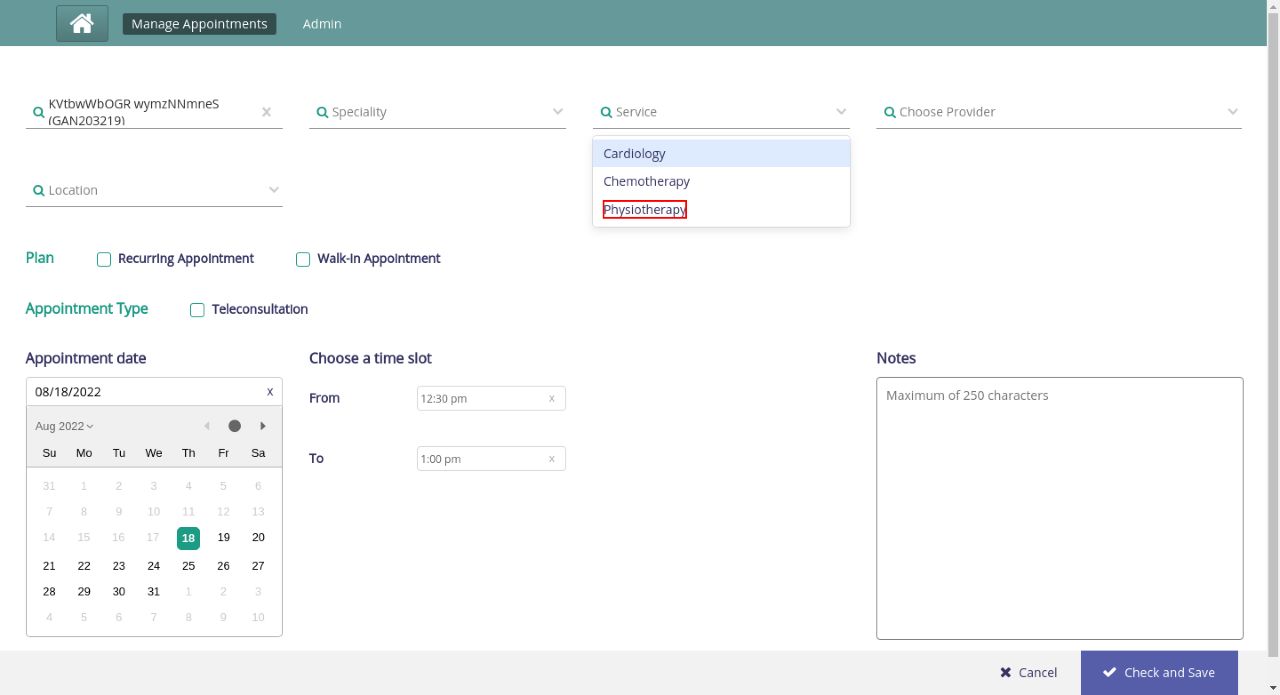 Manage Appointments
Admin
KVtbwWbOGR wymzNNmneS
(GAN203219)
Speciality
Service
Choose Provider
Cardiology
Chemotherapy
Physiotherapy
Location
Plan
Recurring Appointment
Walk-in Appointment
Appointment Type
Teleconsultation
Appointment date
Choose a time slot
Notes
08/18/2022 x
From
12:30 pm x
Maximum of 250 characters
Aug 2022
Su Mo Tu We Th Fr Sa
To
1:00 pm x
31 1 2 3 4 5 6
7 8 9 10 11 12 13
14 15 16 17 18 19 20
21 22 23 24 25 26 27
28 29 30 31 1 2 3
4 5 6 7 8 9 10
Cancel
Check and Save